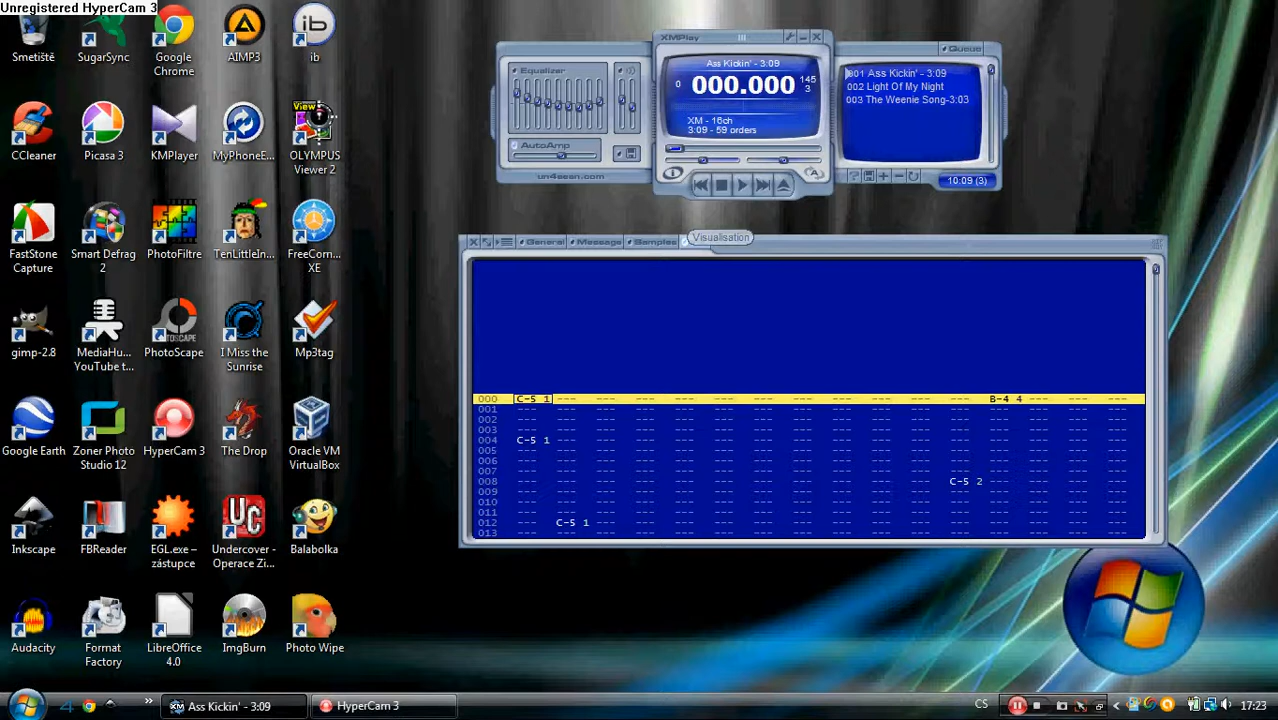 Unregistered HyperCam 3
Smetiště
SugarSync
Google Chrome
AIMP3
ib
CCleaner
Picasa 3
KMPlayer
MyPhoneE...
OLYMPUS Viewer 2
FastStone Capture
Smart Defrag 2
PhotoFiltre
TenLittleIn...
FreeCom... XE
gimp-2.8
MediaHu... YouTube t...
PhotoScape
I Miss the Sunrise
Mp3tag
Google Earth
Zoner Photo Studio 12
HyperCam 3
The Drop
Oracle VM VirtualBox
Inkscape
FBReader
EGL.exe – zástupce
Undercover - Operace Zi...
Balabolka
Audacity
Format Factory
LibreOffice 4.0
ImgBurn
Photo Wipe
Equalizer
AutoAmp
un4seen.com
XMPlay
Ass Kickin' - 3:09
0 000.000 145
3
XM - 16ch
3:09 - 59 orders
Queue
001 Ass Kickin' - 3:09
002 Light Of My Night
003 The Weenie Song-3:03
10:09 (3)
General Message Samples Visualisation
000 C-5 1 --- --- --- --- --- --- --- --- --- --- --- B-4 4 --- --- ---
001 --- --- --- --- --- --- --- --- --- --- --- --- --- --- --- ---
002 --- --- --- --- --- --- --- --- --- --- --- --- --- --- --- ---
003 --- --- --- --- --- --- --- --- --- --- --- --- --- --- --- ---
004 C-5 1 --- --- --- --- --- --- --- --- --- --- --- --- --- --- ---
005 --- --- --- --- --- --- --- --- --- --- --- --- --- --- --- ---
006 --- --- --- --- --- --- --- --- --- --- --- --- --- --- --- ---
007 --- --- --- --- --- --- --- --- --- --- --- --- --- --- --- ---
008 --- --- --- --- --- --- --- --- --- --- --- C-5 2 --- --- --- ---
009 --- --- --- --- --- --- --- --- --- --- --- --- --- --- --- ---
010 --- --- --- --- --- --- --- --- --- --- --- --- --- --- --- ---
011 --- --- --- --- --- --- --- --- --- --- --- --- --- --- --- ---
012 --- C-5 1 --- --- --- --- --- --- --- --- --- --- --- --- --- ---
013 --- --- --- --- --- --- --- --- --- --- --- --- --- --- --- ---
Ass Kickin' - 3:09
HyperCam 3
CS
17:23